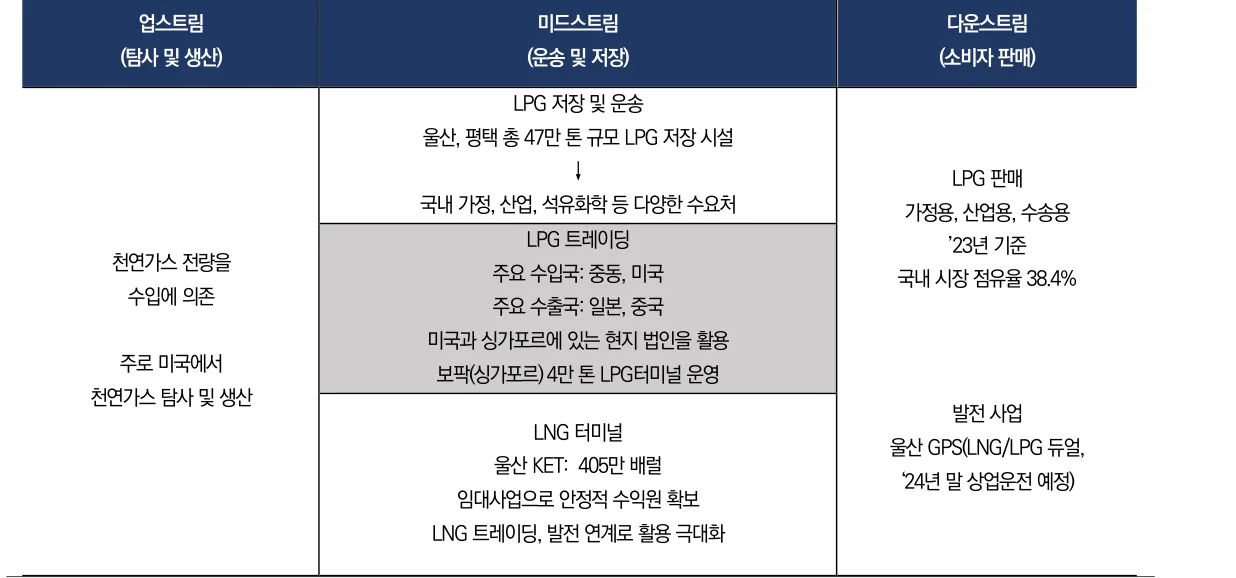 업스트림
(탐사 및 생산)
미드스트림
(운송 및 저장)
다운스트림
(소비자 판매)
천연가스 전량을
수입에 의존
주로 미국에서
천연가스 탐사 및 생산
LPG 저장 및 운송
울산, 평택 총 47만 톤 규모 LPG 저장 시설
↓
국내 가정, 산업, 석유화학 등 다양한 수요처
LPG 트레이딩
주요 수입국: 중동, 미국
주요 수출국: 일본, 중국
미국과 싱가포르에 있는 현지 법인을 활용
보팍(싱가포르) 4만 톤 LPG터미널 운영
LNG 터미널
울산 KET: 405만 배럴
임대사업으로 안정적 수익원 확보
LNG 트레이딩, 발전 연계로 활용 극대화
LPG 판매
가정용, 산업용, 수송용
’23년 기준
국내 시장 점유율 38.4%
발전 사업
울산 GPS(LNG/LPG 듀얼,
‘24년 말 상업운전 예정)